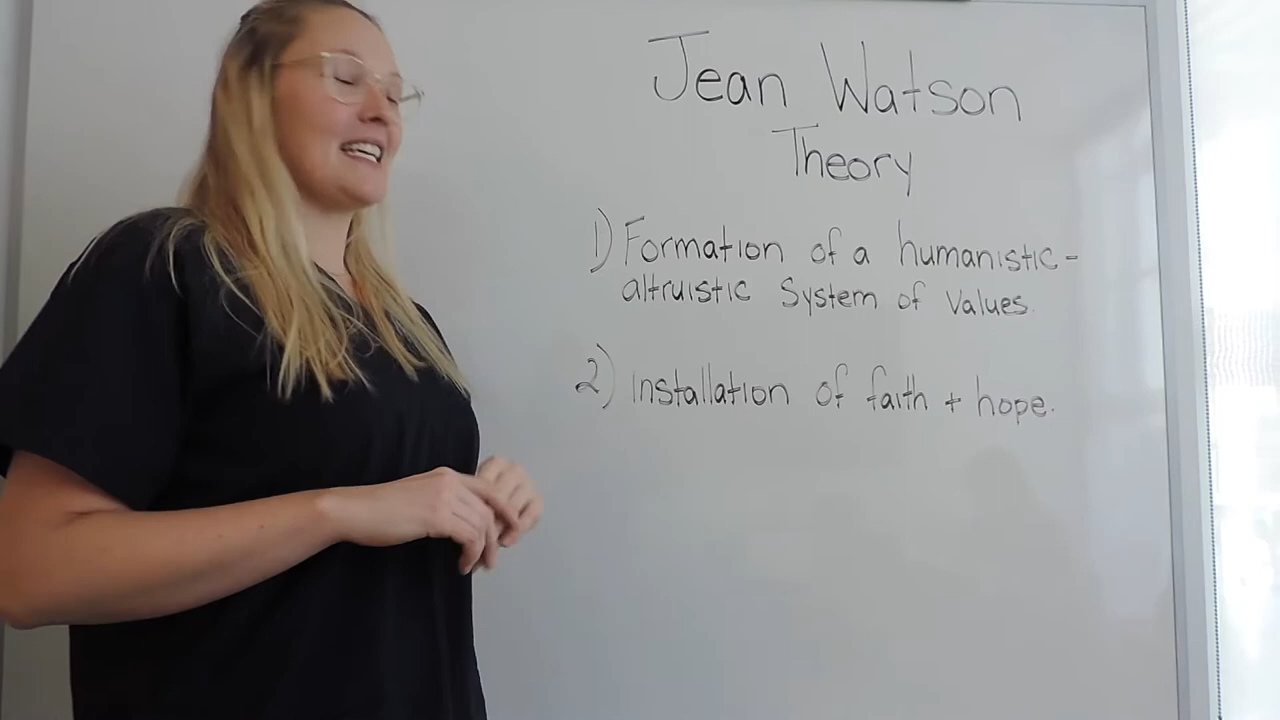 Jean Watson
Theory
1) Formation of a humanistic-
altruistic System of Values.
2) Installation of faith + hope.